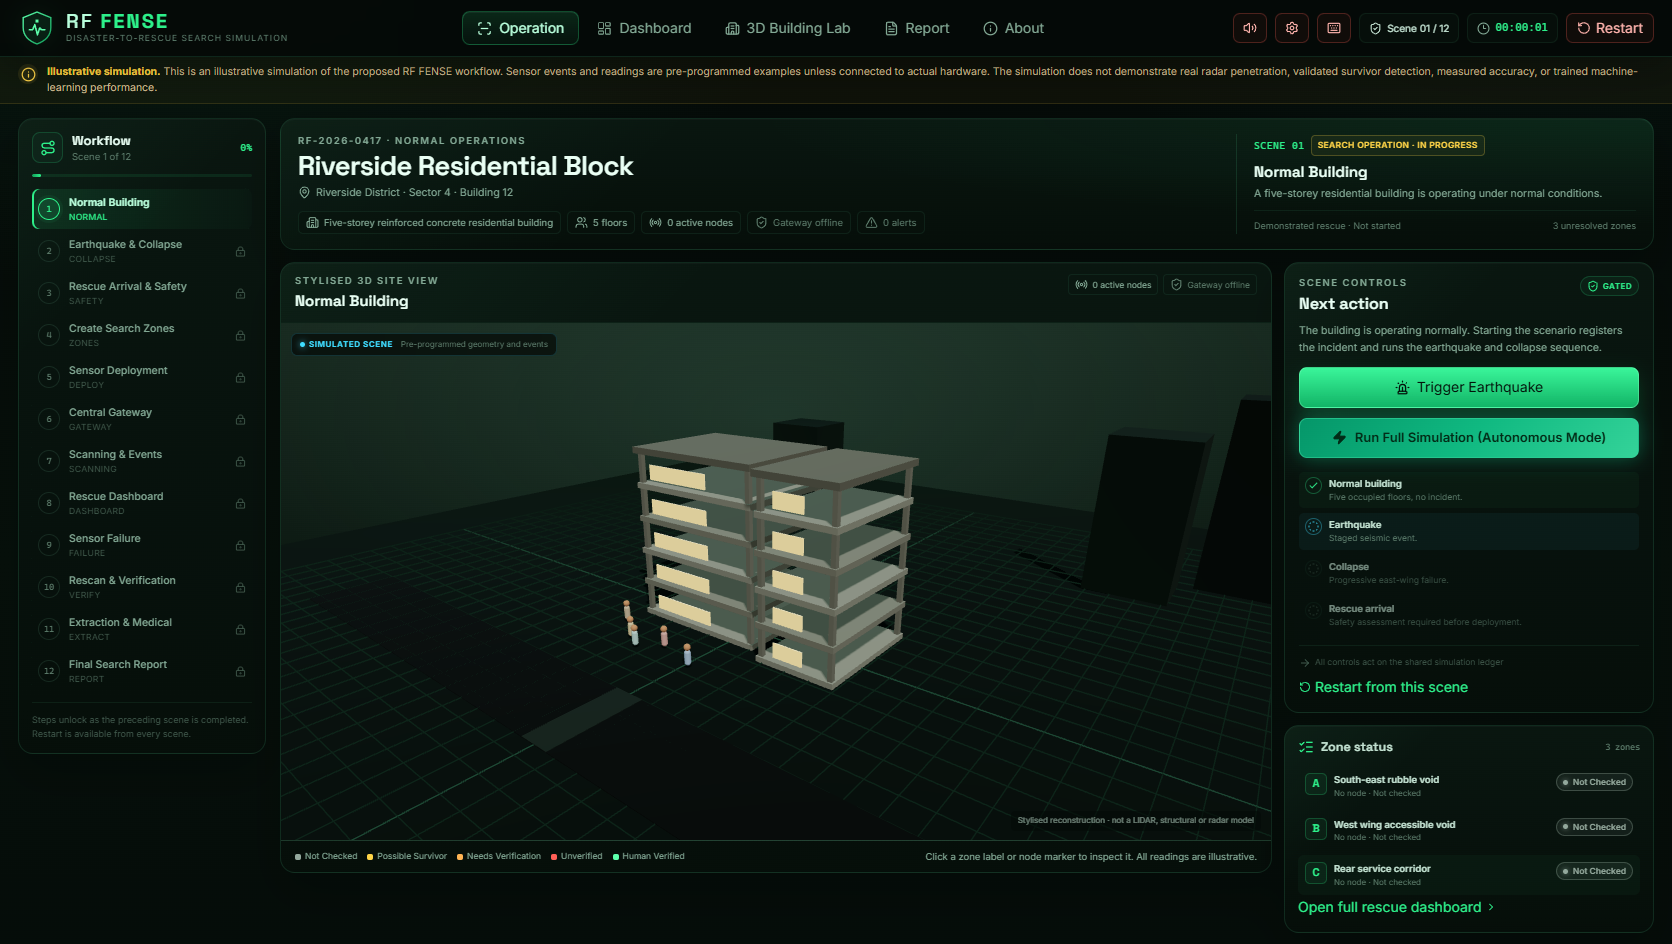 RF FENSE
DISASTER-TO-RESCUE SEARCH SIMULATION
Operation
Dashboard
3D Building Lab
Report
About
Scene 01 / 12
00:00:01
Restart
Illustrative simulation. This is an illustrative simulation of the proposed RF FENSE workflow. Sensor events and readings are pre-programmed examples unless connected to actual hardware. The simulation does not demonstrate real radar penetration, validated survivor detection, measured accuracy, or trained machine-
learning performance.
Workflow
Scene 1 of 12
0%
1
Normal Building
NORMAL
2
Earthquake & Collapse
COLLAPSE
3
Rescue Arrival & Safety
SAFETY
4
Create Search Zones
ZONES
5
Sensor Deployment
DEPLOY
6
Central Gateway
GATEWAY
7
Scanning & Events
SCANNING
8
Rescue Dashboard
DASHBOARD
9
Sensor Failure
FAILURE
10
Rescan & Verification
VERIFY
11
Extraction & Medical
EXTRACT
12
Final Search Report
REPORT
Steps unlock as the preceding scene is completed.
Restart is available from every scene.
RF-2026-0417 · NORMAL OPERATIONS
Riverside Residential Block
Riverside District · Sector 4 · Building 12
Five-storey reinforced concrete residential building
5 floors
0 active nodes
Gateway offline
0 alerts
SCENE 01
SEARCH OPERATION · IN PROGRESS
Normal Building
A five-storey residential building is operating under normal conditions.
Demonstrated rescue · Not started
3 unresolved zones
STYLISED 3D SITE VIEW
Normal Building
0 active nodes
Gateway offline
SIMULATED SCENE
Pre-programmed geometry and events
Stylised reconstruction · not a LIDAR, structural or radar model
Not Checked
Possible Survivor
Needs Verification
Unverified
Human Verified
Click a zone label or node marker to inspect it. All readings are illustrative.
SCENE CONTROLS
Next action
GATED
The building is operating normally. Starting the scenario registers
the incident and runs the earthquake and collapse sequence.
Trigger Earthquake
Run Full Simulation (Autonomous Mode)
Normal building
Five occupied floors, no incident.
Earthquake
Staged seismic event.
Collapse
Progressive east-wing failure.
Rescue arrival
Safety assessment required before deployment.
All controls act on the shared simulation ledger
Restart from this scene
Zone status
3 zones
A
South-east rubble void
No node · Not checked
Not Checked
B
West wing accessible void
No node · Not checked
Not Checked
C
Rear service corridor
No node · Not checked
Not Checked
Open full rescue dashboard